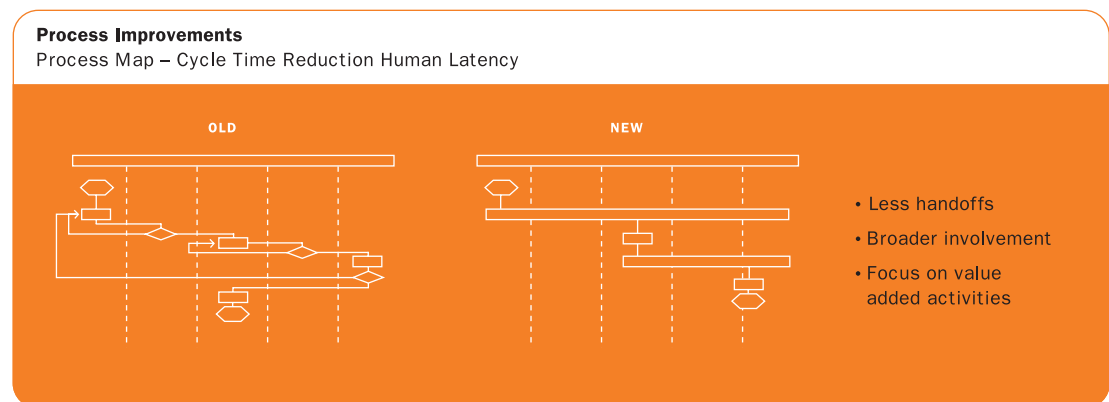 Process Improvements
Process Map – Cycle Time Reduction Human Latency
OLD
NEW
• Less handoffs
• Broader involvement
• Focus on value
added activities